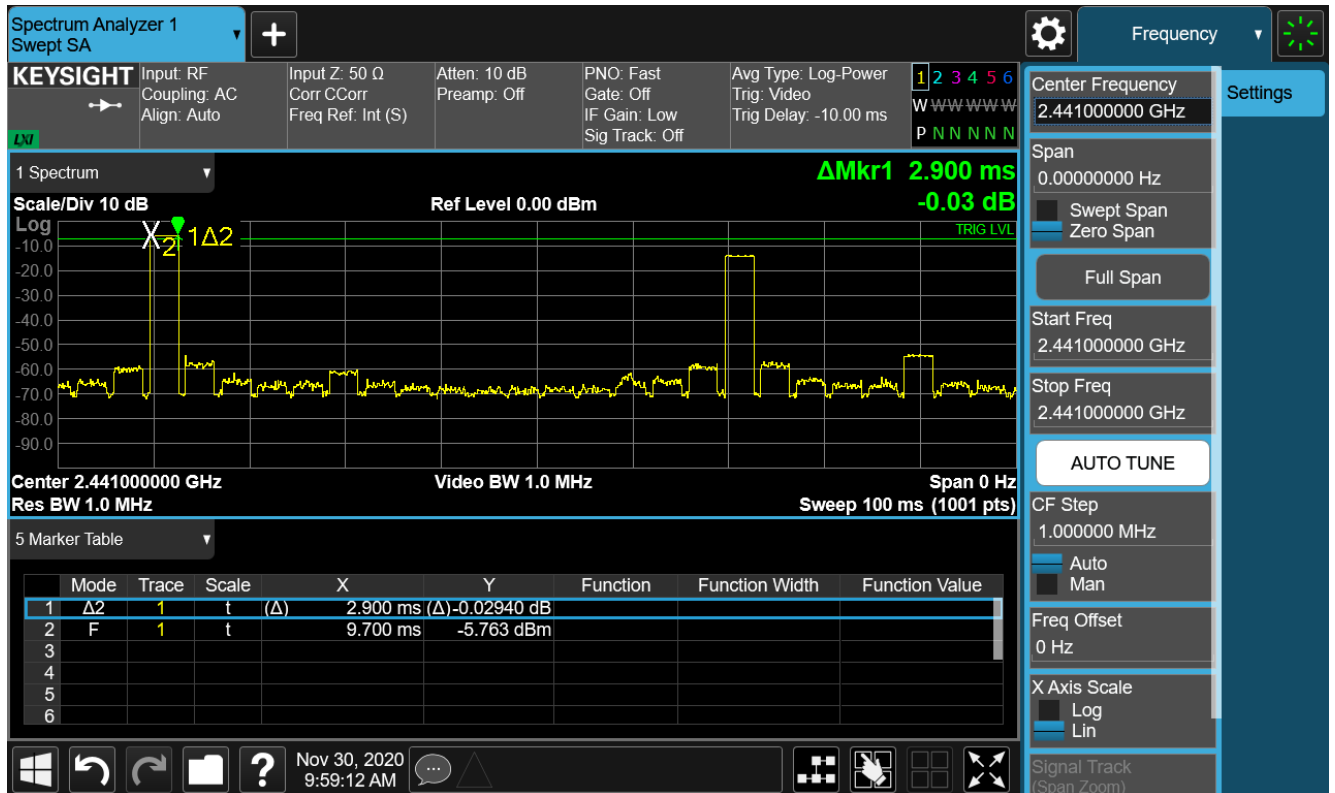 Spectrum Analyzer 1
Swept SA
Frequency
KEYSIGHT
LXI
Input: RF
Coupling: AC
Align: Auto
Input Z: 50 Ω
Corr CCorr
Freq Ref: Int (S)
Atten: 10 dB
Preamp: Off
PNO: Fast
Gate: Off
IF Gain: Low
Sig Track: Off
Avg Type: Log-Power
Trig: Video
Trig Delay: -10.00 ms
1 2 3 4 5 6
W W W W W W
P N N N N N
1 Spectrum
ΔMkr1 2.900 ms
-0.03 dB
Scale/Div 10 dB
Ref Level 0.00 dBm
Log
-10.0
-20.0
-30.0
-40.0
-50.0
-60.0
-70.0
-80.0
-90.0
X2
1Δ2
TRIG LVL
Center 2.441000000 GHz
Video BW 1.0 MHz
Span 0 Hz
Res BW 1.0 MHz
Sweep 100 ms (1001 pts)
5 Marker Table
Mode Trace Scale X Y Function Function Width Function Value
1 Δ2 1 t (Δ) 2.900 ms (Δ) -0.02940 dB
2 F 1 t 9.700 ms -5.763 dBm
3
4
5
6
Nov 30, 2020
9:59:12 AM
Center Frequency
2.441000000 GHz
Settings
Span
0.00000000 Hz
Swept Span
Zero Span
Full Span
Start Freq
2.441000000 GHz
Stop Freq
2.441000000 GHz
AUTO TUNE
CF Step
1.000000 MHz
Auto
Man
Freq Offset
0 Hz
X Axis Scale
Log
Lin
Signal Track
(Span Zoom)